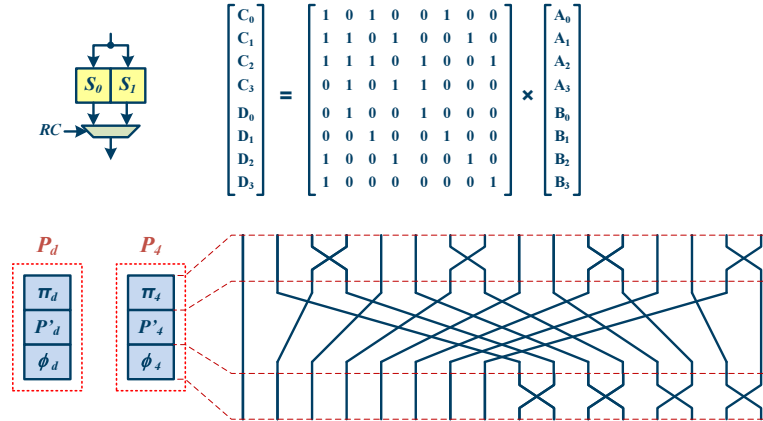 C0 1 0 1 0 0 1 0 0 A0
C1 1 1 0 1 0 0 1 0 A1
C2 1 1 1 0 1 0 0 1 A2
C3 0 1 0 1 1 0 0 0 A3
= ×
D0 0 1 0 0 1 0 0 0 B0
D1 0 0 1 0 0 1 0 0 B1
D2 1 0 0 1 0 0 1 0 B2
D3 1 0 0 0 0 0 0 1 B3
S0 S1
RC
Pd P4
πd π4
P'd P'4
ϕd ϕ4